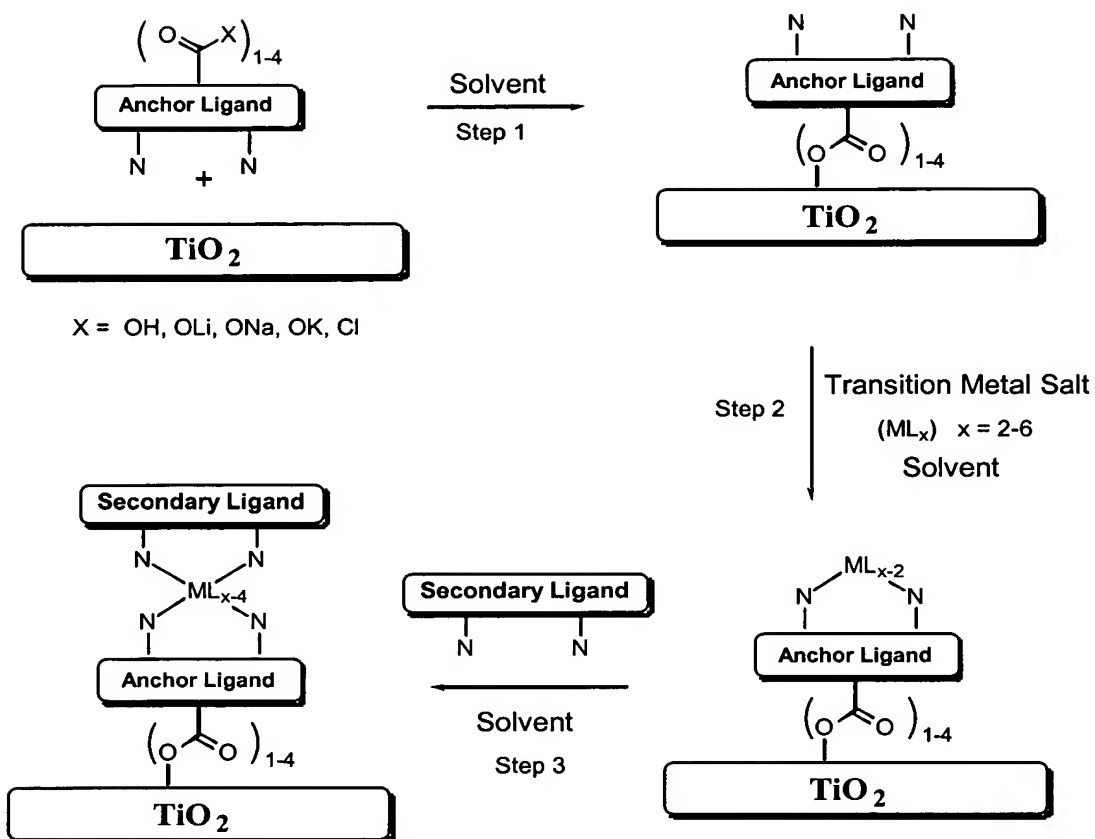 ( O X ) 1-4
Anchor Ligand
N N
+
TiO2
X = OH, OLi, ONa, OK, Cl
Solvent
Step 1
N N
Anchor Ligand
( O O ) 1-4
TiO2
Step 2
Transition Metal Salt
(MLx) x = 2-6
Solvent
MLx-2
N N
Anchor Ligand
( O O ) 1-4
TiO2
Secondary Ligand
N N
Solvent
Step 3
Secondary Ligand
N N
MLx-4
N N
Anchor Ligand
( O O ) 1-4
TiO2